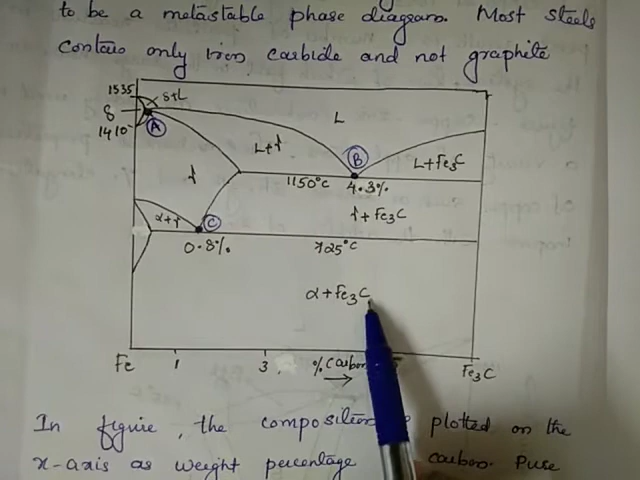 to be a metastable phase diagram. Most steels
contais only iron carbide and not graphite
1535
δ+L
δ
1410
A
L
L+γ
B
L+Fe3C
1150°C 4.3%
γ
γ+Fe3C
α+γ
C
0.8%
725°C
α+Fe3C
Fe
1
3
% Carbon
Fe3C
In figure, the composition plotted on the
x-axis as weight percentage carbon. Pure